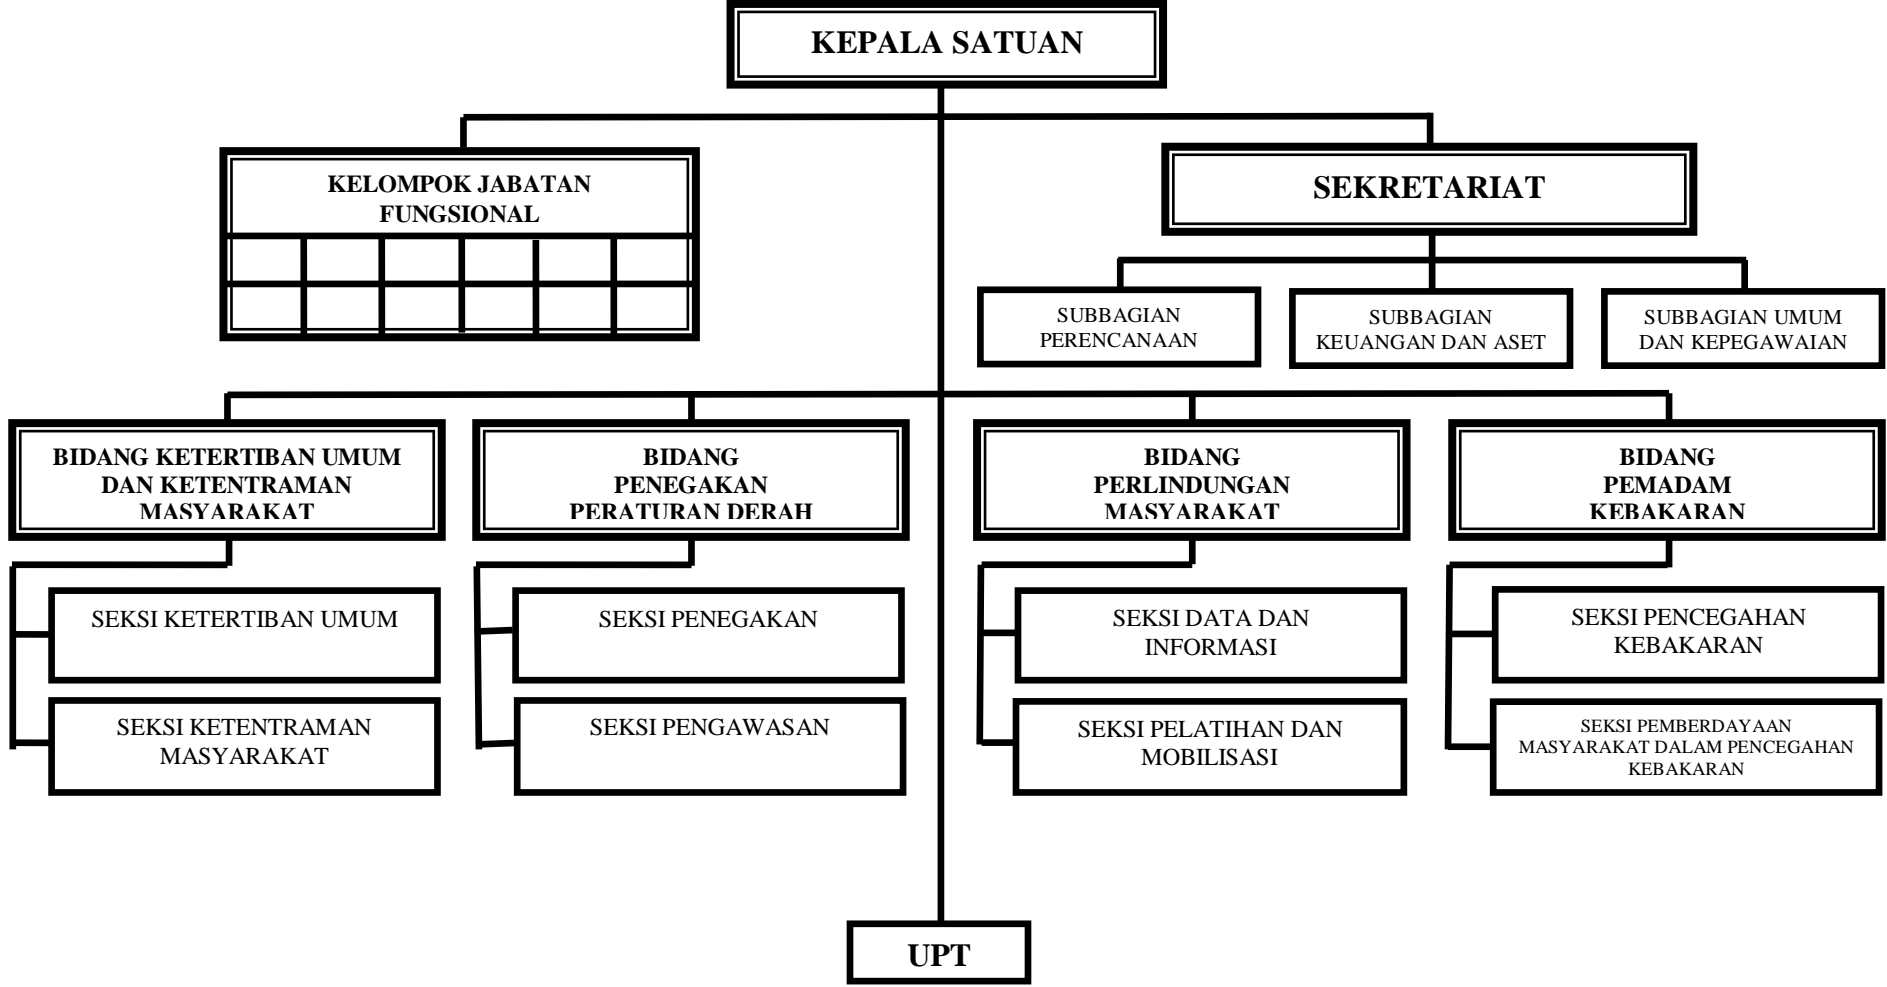 KEPALA SATUAN
KELOMPOK JABATAN
FUNGSIONAL
SEKRETARIAT
SUBBAGIAN
PERENCANAAN
SUBBAGIAN
KEUANGAN DAN ASET
SUBBAGIAN UMUM
DAN KEPEGAWAIAN
BIDANG KETERTIBAN UMUM
DAN KETENTRAMAN
MASYARAKAT
BIDANG
PENEGAKAN
PERATURAN DERAH
BIDANG
PERLINDUNGAN
MASYARAKAT
BIDANG
PEMADAM
KEBAKARAN
SEKSI KETERTIBAN UMUM
SEKSI KETENTRAMAN
MASYARAKAT
SEKSI PENEGAKAN
SEKSI PENGAWASAN
SEKSI DATA DAN
INFORMASI
SEKSI PELATIHAN DAN
MOBILISASI
SEKSI PENCEGAHAN
KEBAKARAN
SEKSI PEMBERDAYAAN
MASYARAKAT DALAM PENCEGAHAN
KEBAKARAN
UPT